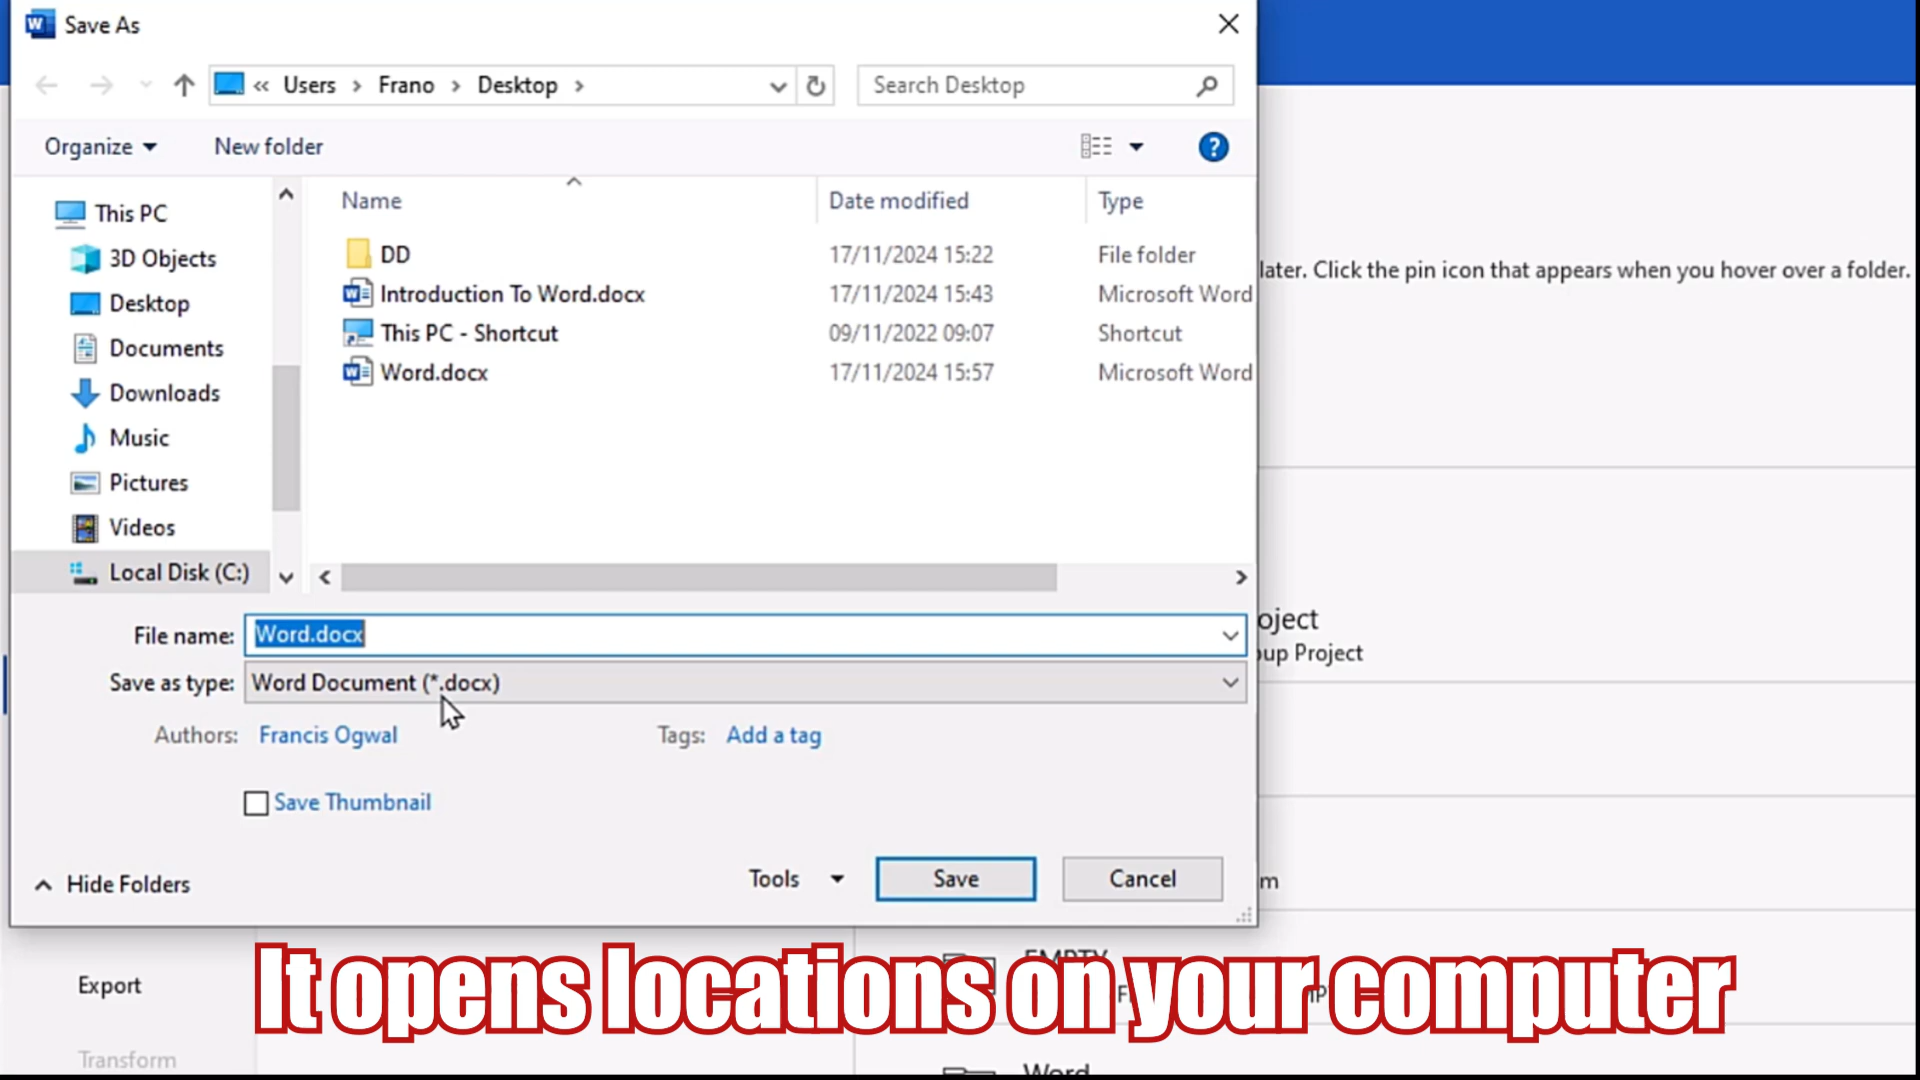 Save As
« Users > Frano > Desktop >
Search Desktop
Organize
New folder
?
This PC
3D Objects
Desktop
Documents
Downloads
Music
Pictures
Videos
Local Disk (C:)
Name Date modified Type
DD 17/11/2024 15:22 File folder
Introduction To Word.docx 17/11/2024 15:43 Microsoft Word
This PC - Shortcut 09/11/2022 09:07 Shortcut
Word.docx 17/11/2024 15:57 Microsoft Word
later. Click the pin icon that appears when you hover over a folder.
File name: Word.docx
oject
up Project
Save as type: Word Document (*.docx)
Authors: Francis Ogwal Tags: Add a tag
Save Thumbnail
Hide Folders
Tools Save Cancel
m
EMPTY
Export
It opens locations on your computer
Transform
Word